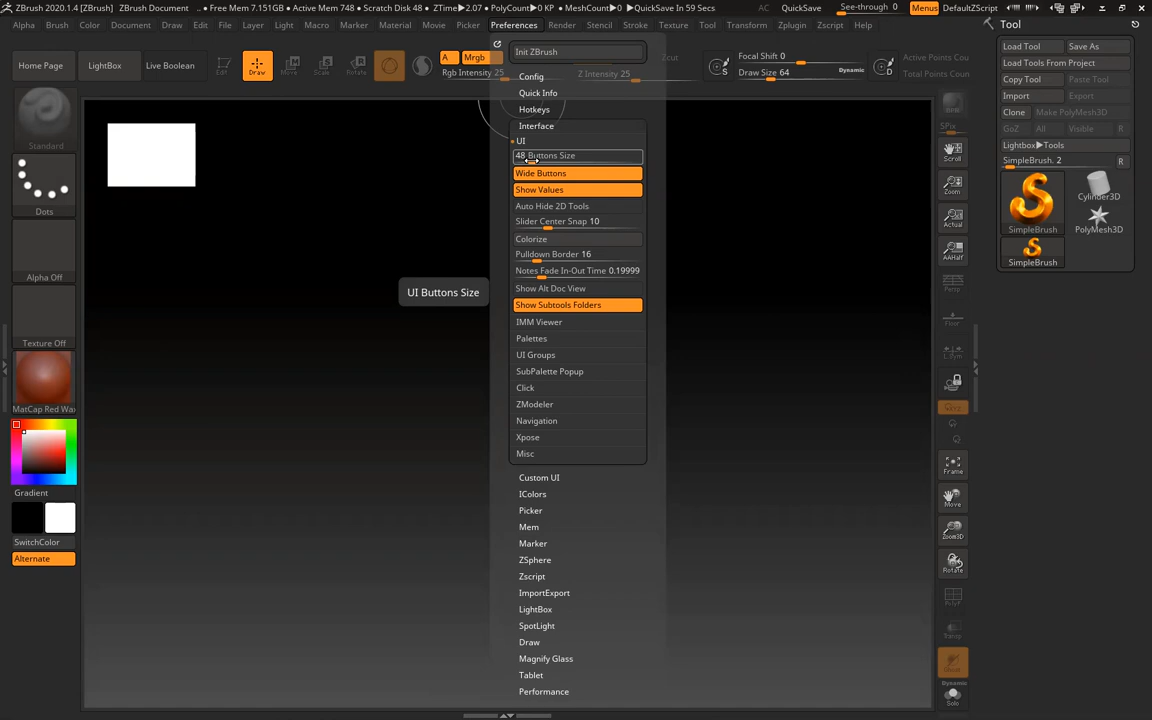 ZBrush 2020.1.4 [ZBrush] ZBrush Document .. • Free Mem 7.151GB • Active Mem 748 • Scratch Disk 48 • ZTime▶2.07 • PolyCount▶0 KP • MeshCount▶0 QuickSave In 59 Secs AC QuickSave See-through 0 Menus DefaultZScript
Alpha Brush Color Document Draw Edit File Layer Light Macro Marker Material Movie Picker Preferences Render Stencil Stroke Texture Tool Transform Zplugin Zscript Help
Tool
Home Page
LightBox
Live Boolean
Edit
Draw
Move
Scale
Rotate
A
Mrgb
Rgb Intensity 25
Zcut
Z Intensity 25
S
Focal Shift 0
Draw Size 64
Dynamic
D
Active Points Cou
Total Points Coun
Init ZBrush
Config
Quick Info
Hotkeys
Interface
UI
48 Buttons Size
Wide Buttons
Show Values
Auto Hide 2D Tools
Slider Center Snap 10
Colorize
Pulldown Border 16
Notes Fade In-Out Time 0.19999
Show Alt Doc View
Show Subtools Folders
IMM Viewer
Palettes
UI Groups
SubPalette Popup
Click
ZModeler
Navigation
Xpose
Misc
Custom UI
IColors
Picker
Mem
Marker
ZSphere
Zscript
ImportExport
LightBox
SpotLight
Draw
Magnify Glass
Tablet
Performance
UI Buttons Size
Standard
Dots
Alpha Off
Texture Off
MatCap Red Wax
Gradient
SwitchColor
Alternate
BPR
SPix
Scroll
Zoom
Actual
AAHalf
Persp
Floor
L.Sym
Frame
Move
Zoom3D
Rotate
PolyF
Transp
Ghost
Dynamic
Solo
Load Tool Save As
Load Tools From Project
Copy Tool Paste Tool
Import Export
Clone Make PolyMesh3D
GoZ All Visible R
Lightbox▶Tools
SimpleBrush. 2 R
SimpleBrush
Cylinder3D
PolyMesh3D
SimpleBrush